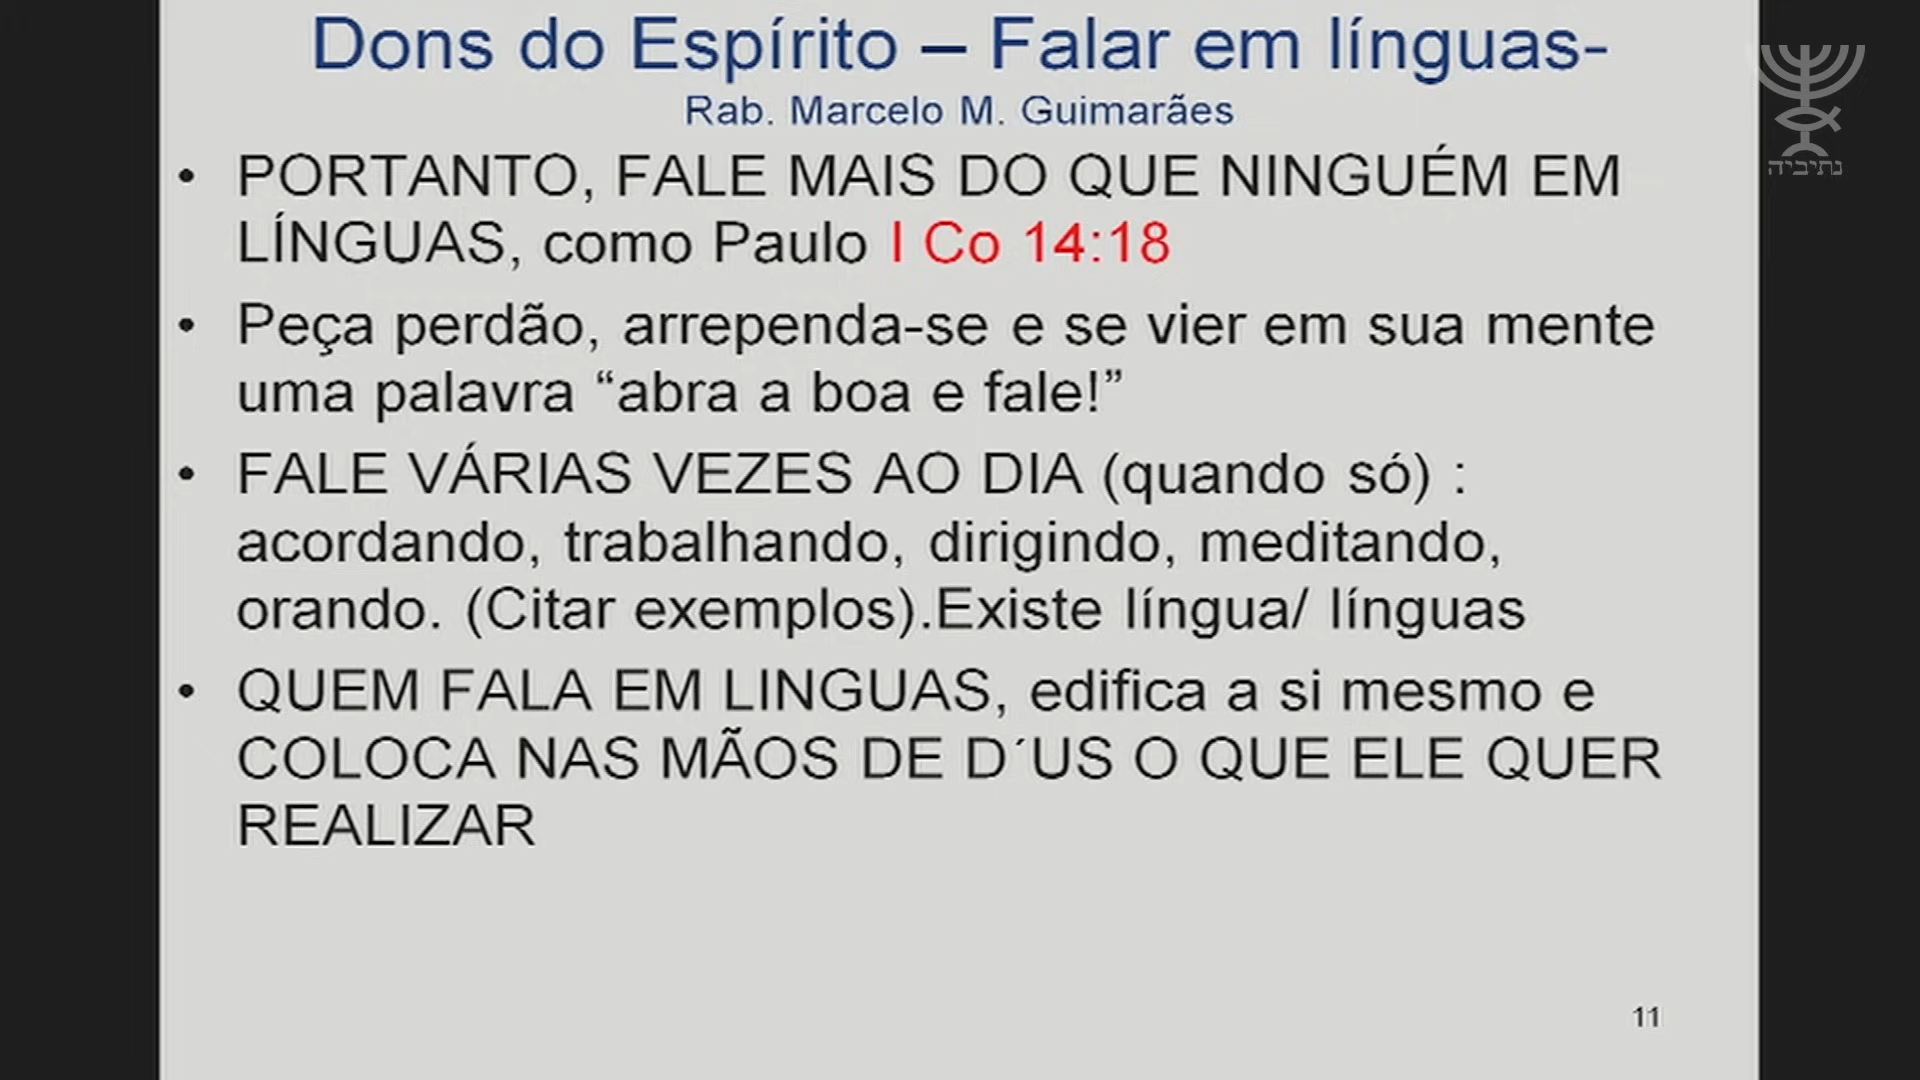 Dons do Espírito – Falar em línguas-
Rab. Marcelo M. Guimarães
• PORTANTO, FALE MAIS DO QUE NINGUÉM EM
LÍNGUAS, como Paulo I Co 14:18
• Peça perdão, arrependa-se e se vier em sua mente
uma palavra “abra a boa e fale!”
• FALE VÁRIAS VEZES AO DIA (quando só) :
acordando, trabalhando, dirigindo, meditando,
orando. (Citar exemplos).Existe língua/ línguas
• QUEM FALA EM LINGUAS, edifica a si mesmo e
COLOCA NAS MÃOS DE D´US O QUE ELE QUER
REALIZAR
11
נתיביה